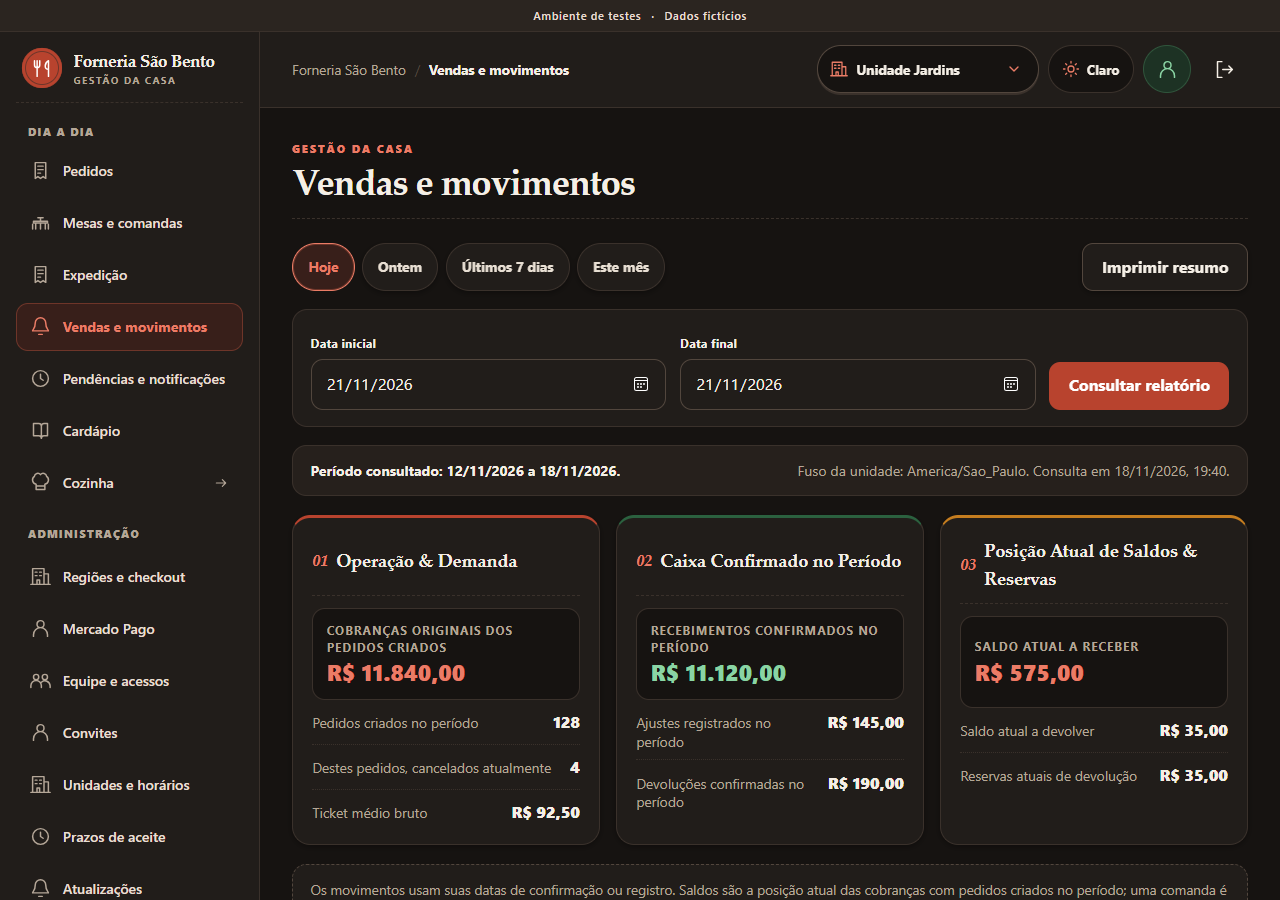 Ambiente de testes · Dados fictícios
Forneria São Bento
GESTÃO DA CASA
DIA A DIA
Pedidos
Mesas e comandas
Expedição
Vendas e movimentos
Pendências e notificações
Cardápio
Cozinha
ADMINISTRAÇÃO
Regiões e checkout
Mercado Pago
Equipe e acessos
Convites
Unidades e horários
Prazos de aceite
Atualizações
Forneria São Bento / Vendas e movimentos
Unidade Jardins
Claro
GESTÃO DA CASA
Vendas e movimentos
Hoje
Ontem
Últimos 7 dias
Este mês
Imprimir resumo
Data inicial
21/11/2026
Data final
21/11/2026
Consultar relatório
Período consultado: 12/11/2026 a 18/11/2026.
Fuso da unidade: America/Sao_Paulo. Consulta em 18/11/2026, 19:40.
01 Operação & Demanda
COBRANÇAS ORIGINAIS DOS
PEDIDOS CRIADOS
R$ 11.840,00
Pedidos criados no período 128
Destes pedidos, cancelados atualmente 4
Ticket médio bruto R$ 92,50
02 Caixa Confirmado no Período
RECEBIMENTOS CONFIRMADOS NO
PERÍODO
R$ 11.120,00
Ajustes registrados no
período
R$ 145,00
Devoluções confirmadas no
período
R$ 190,00
03 Posição Atual de Saldos &
Reservas
SALDO ATUAL A RECEBER
R$ 575,00
Saldo atual a devolver R$ 35,00
Reservas atuais de devolução R$ 35,00
Os movimentos usam suas datas de confirmação ou registro. Saldos são a posição atual das cobranças com pedidos criados no período; uma comanda é